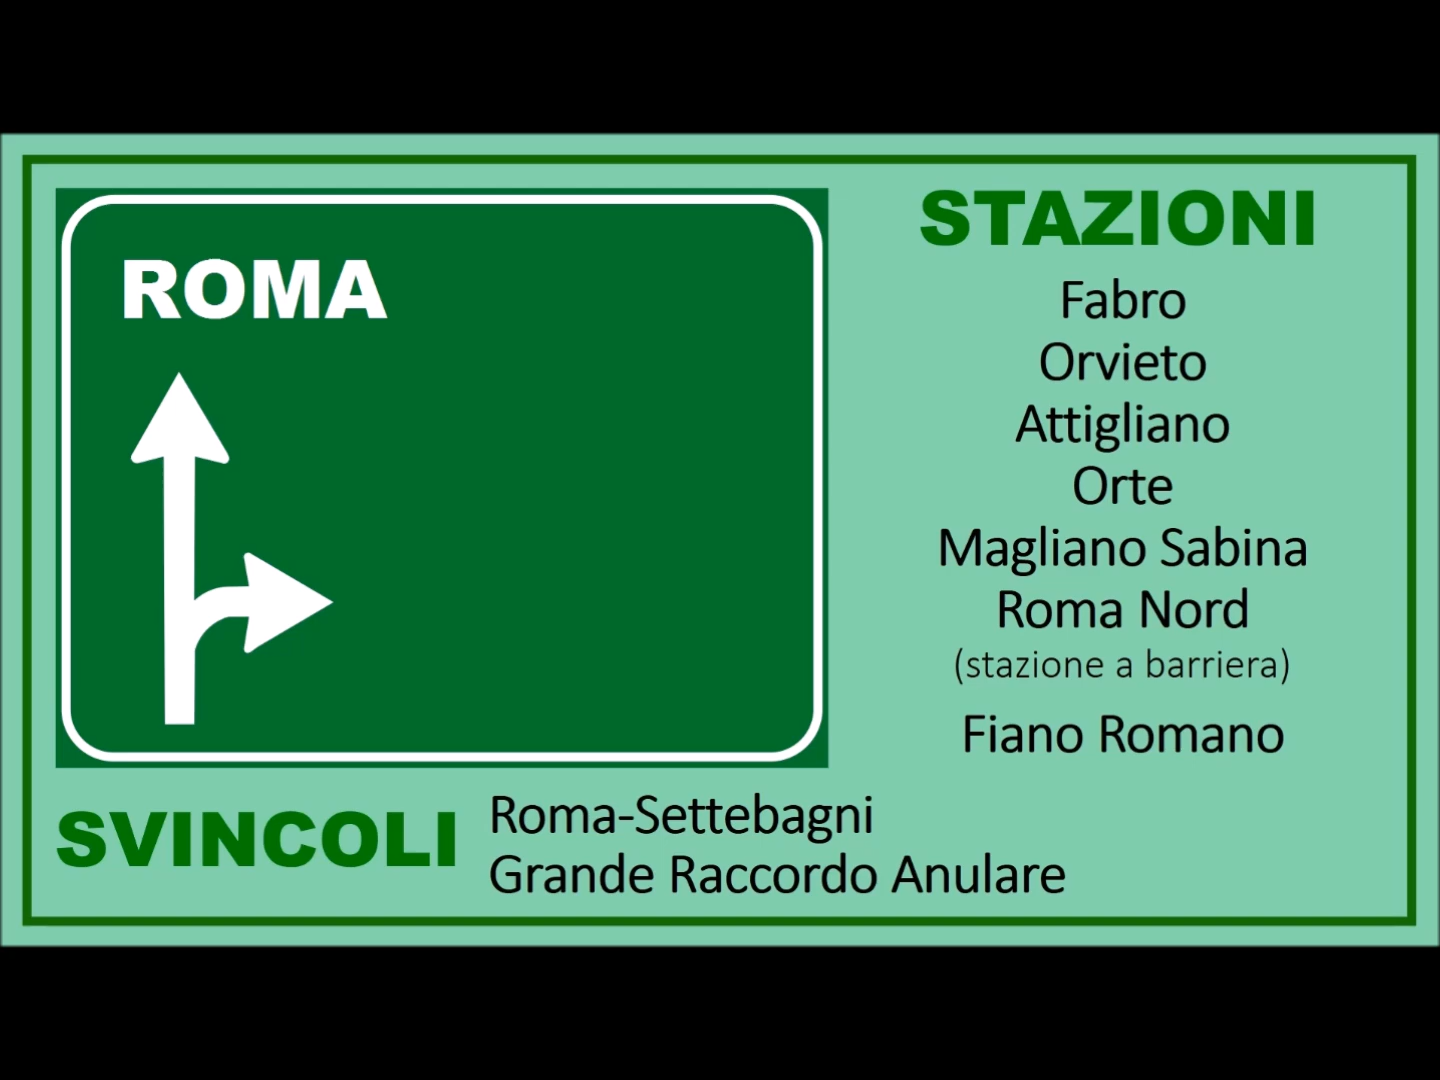 ROMA
STAZIONI
Fabro
Orvieto
Attigliano
Orte
Magliano Sabina
Roma Nord
(stazione a barriera)
Fiano Romano
SVINCOLI
Roma-Settebagni
Grande Raccordo Anulare